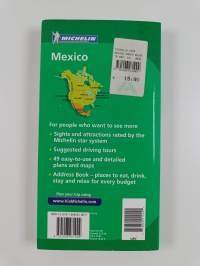 MICHELIN
Mexico
For people who want to see more
• Sights and attractions rated by the
Michelin star system
• Suggested driving tours
• 49 easy-to-use and detailed
plans and maps
• Address Book – places to eat, drink,
stay and relax for every budget
Plan your trip using
www.ViaMichelin.com